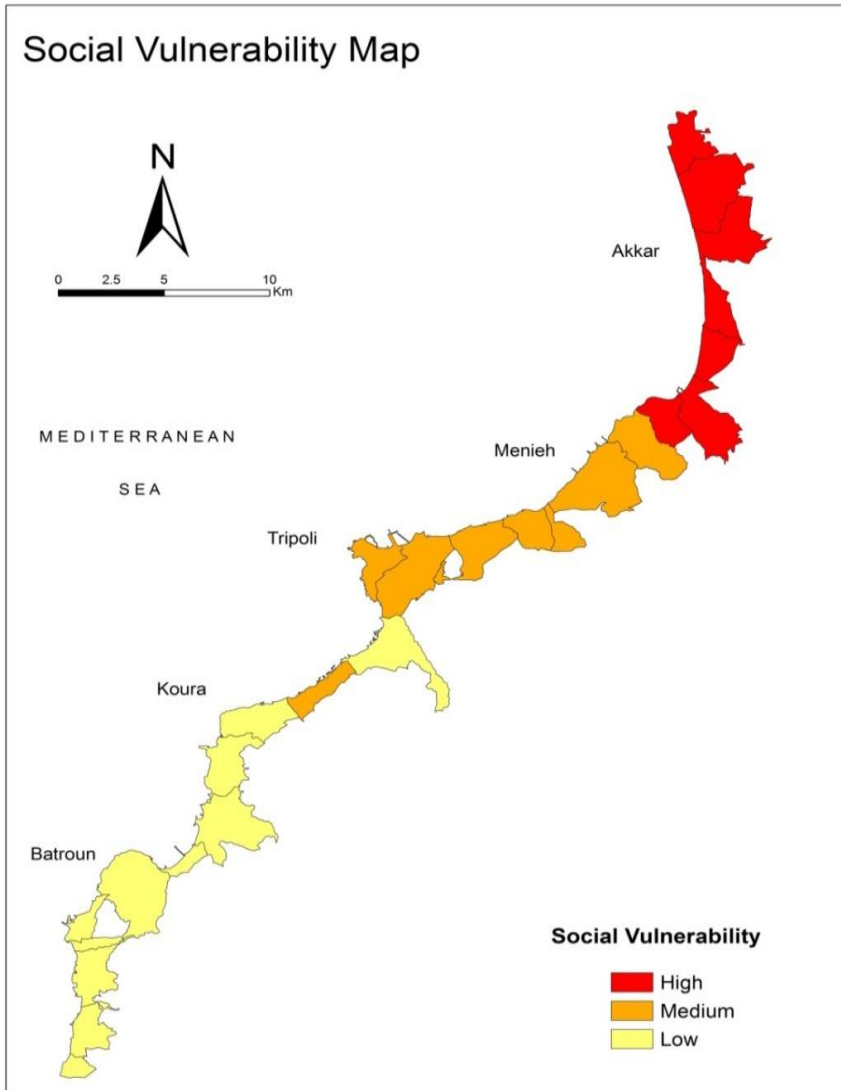 Social Vulnerability Map
N
0 2.5 5 10
Km
Akkar
MEDITERRANEAN
SEA
Menieh
Tripoli
Koura
Batroun
Social Vulnerability
High
Medium
Low